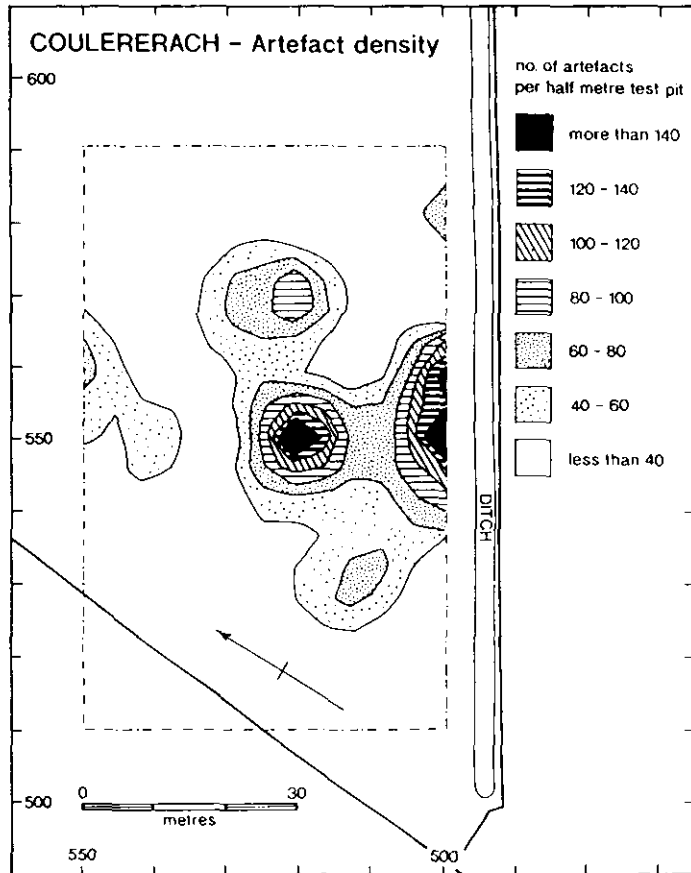 COULERERACH - Artefact density
no. of artefacts
per half metre test pit
more than 140
120 - 140
100 - 120
80 - 100
60 - 80
40 - 60
less than 40
600
550
500
DITCH
0 30
metres
550 500